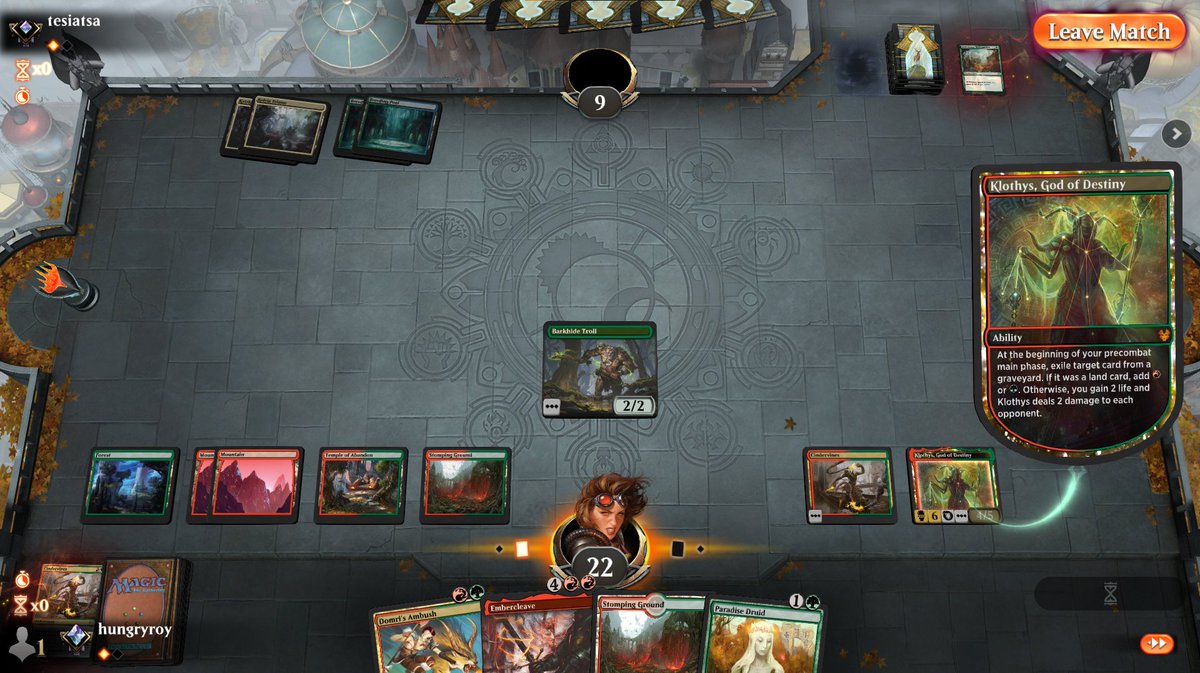 tesiatsa
x0
Leave Match
9
Klothys, God of Destiny
Ability
At the beginning of your precombat
main phase, exile target card from a
graveyard. If it was a land card, add
or . Otherwise, you gain 2 life and
Klothys deals 2 damage to each
opponent.
Barkhide Troll
2/2
Forest
Mountain
Temple of Abandon
Stomping Ground
Cindervines
Klothys, God of Destiny
6
4/5
22
x0
1
MAGIC
hungryroy
Domri's Ambush
4
Embercleave
Stomping Ground
1
Paradise Druid